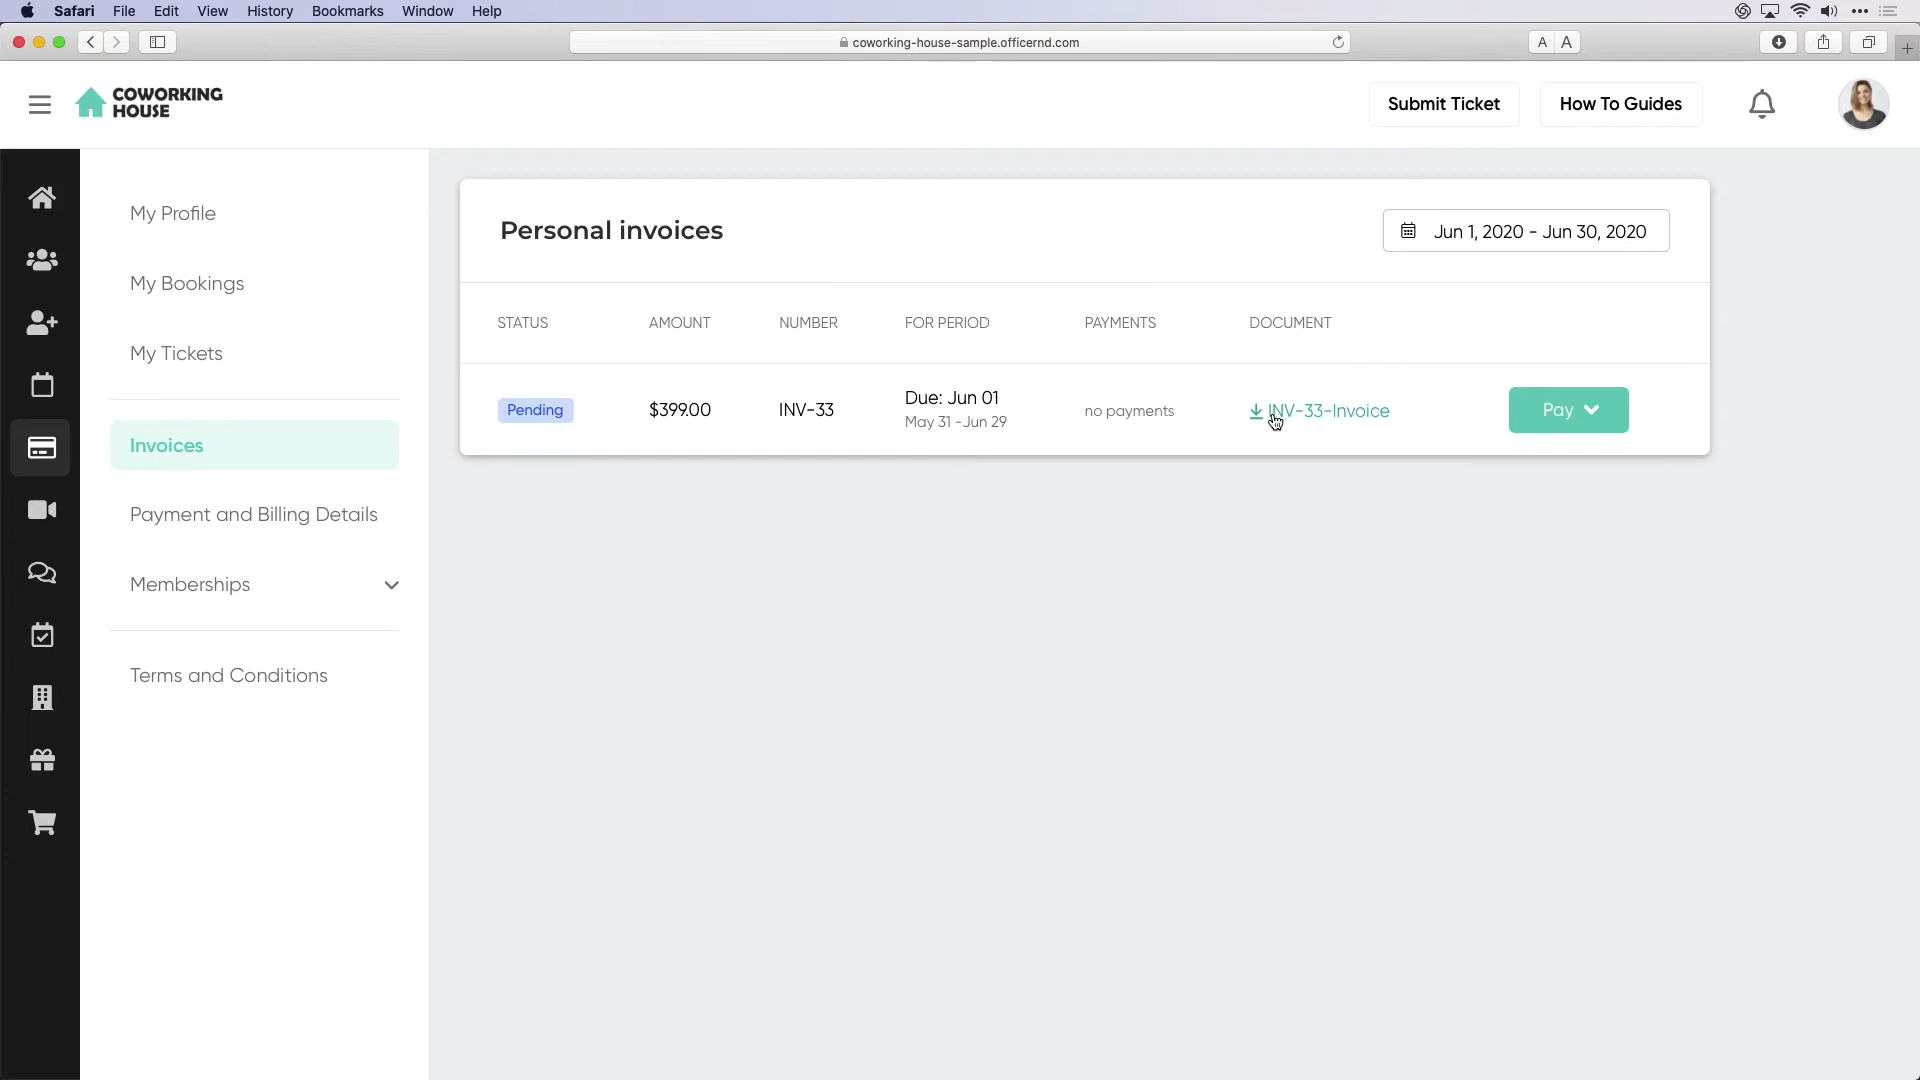 Safari File Edit View History Bookmarks Window Help
coworking-house-sample.officernd.com
A A
COWORKING
HOUSE
Submit Ticket
How To Guides
My Profile
My Bookings
My Tickets
Invoices
Payment and Billing Details
Memberships
Terms and Conditions
Personal invoices
Jun 1, 2020 - Jun 30, 2020
STATUS AMOUNT NUMBER FOR PERIOD PAYMENTS DOCUMENT
Pending $399.00 INV-33 Due: Jun 01 no payments INV-33-Invoice Pay
May 31 -Jun 29